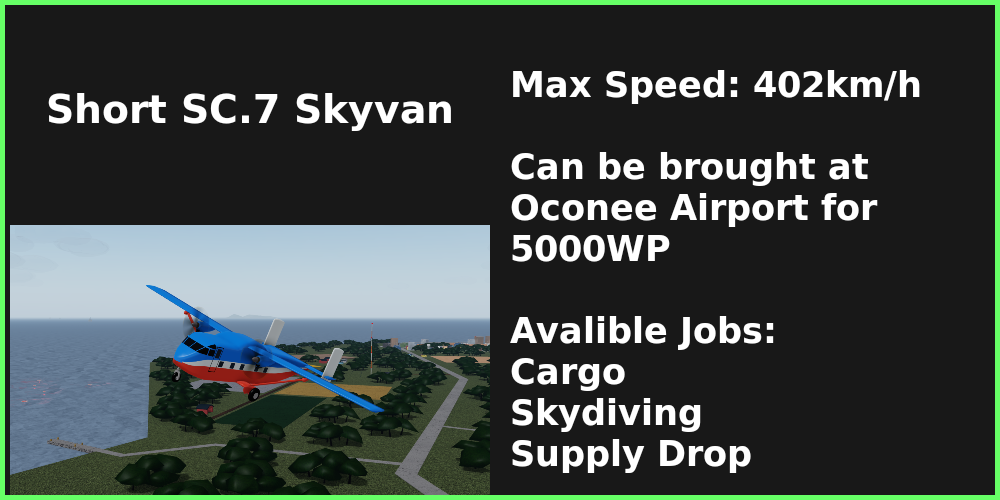 Short SC.7 Skyvan
Max Speed: 402km/h
Can be brought at
Oconee Airport for
5000WP
Avalible Jobs:
Cargo
Skydiving
Supply Drop